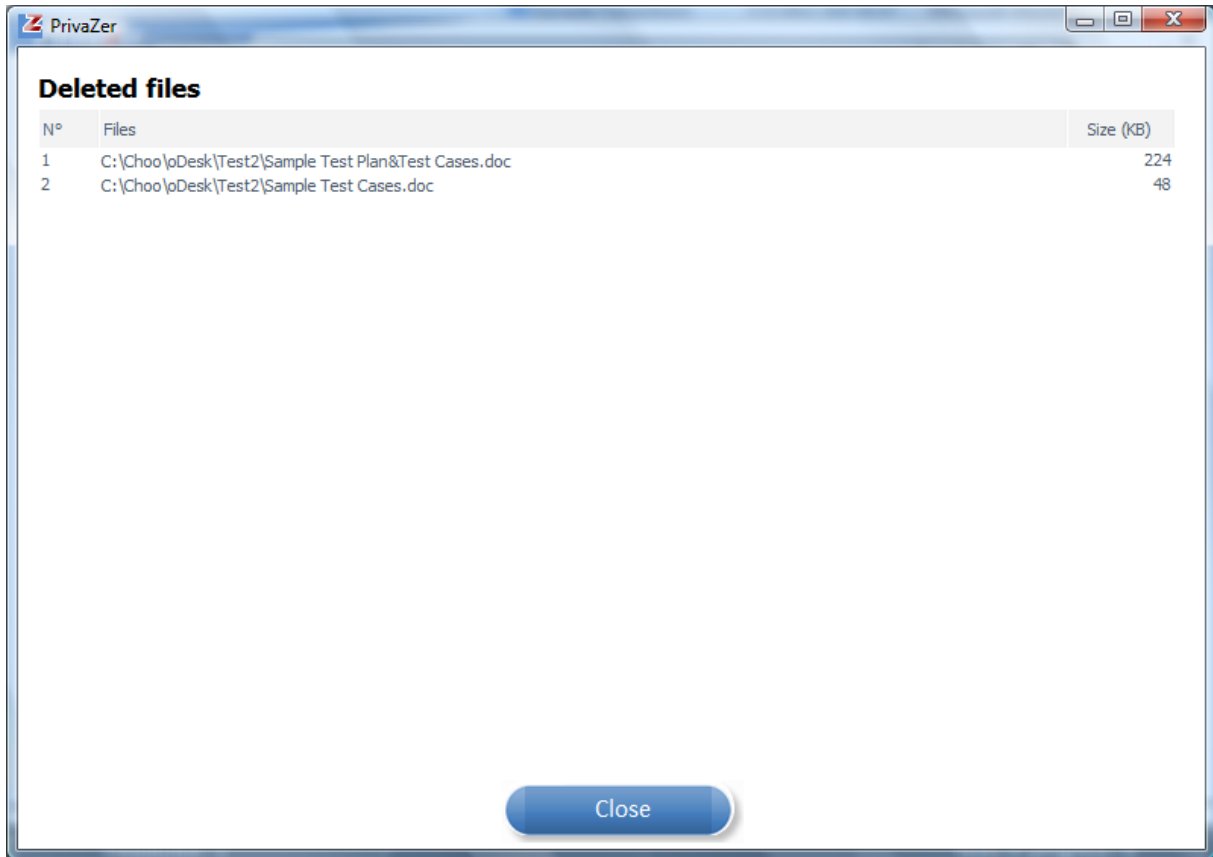 PrivaZer
Deleted files
N° Files Size (KB)
1 C:\Choo\oDesk\Test2\Sample Test Plan&Test Cases.doc 224
2 C:\Choo\oDesk\Test2\Sample Test Cases.doc 48
Close